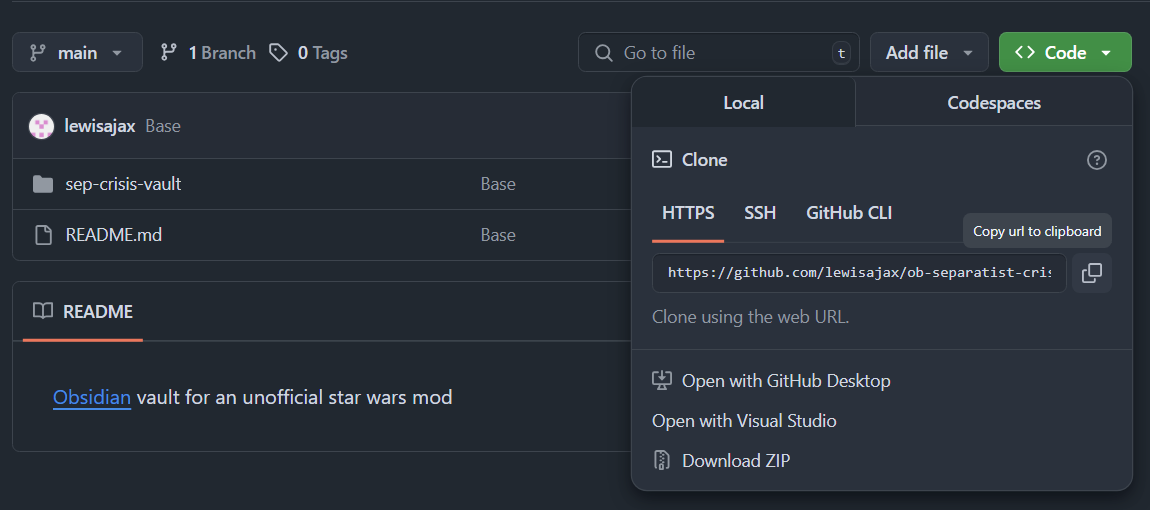 main 1 Branch 0 Tags Go to file t Add file Code
Local Codespaces
lewisajax Base
Clone
sep-crisis-vault Base
HTTPS SSH GitHub CLI
Copy url to clipboard
README.md Base
https://github.com/lewisajax/ob-separatist-cris
README
Clone using the web URL.
Open with GitHub Desktop
Obsidian vault for an unofficial star wars mod
Open with Visual Studio
Download ZIP